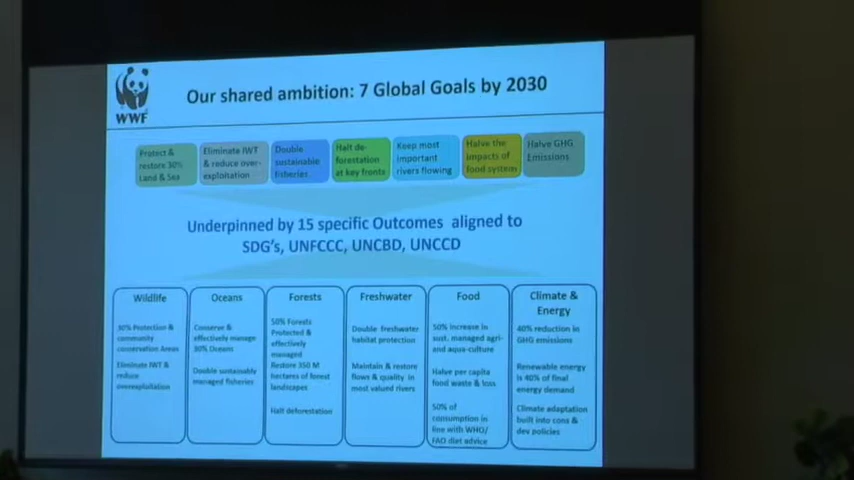 WWF
Our shared ambition: 7 Global Goals by 2030
Protect &
restore 30%
Land & Sea
Eliminate IWT
& reduce over-
exploitation
Double
sustainable
fisheries
Halt de-
forestation
at key fronts
Keep most
important
rivers flowing
Halve the
impacts of
food system
Halve GHG
Emissions
Underpinned by 15 specific Outcomes aligned to
SDG's, UNFCCC, UNCBD, UNCCD
Wildlife
30% Protection &
community
conservation Areas
Eliminate IWT &
reduce
overexploitation
Oceans
Conserve &
effectively manage
30% Oceans
Double sustainably
managed fisheries
Forests
50% Forests
Protected &
effectively
managed
Restore 350 M
hectares of forest
landscapes
Halt deforestation
Freshwater
Double freshwater
habitat protection
Maintain & restore
flows & quality in
most valued rivers
Food
50% increase in
sust. managed agri-
and aqua-culture
Halve per capita
food waste & loss
50% of
consumption in
line with WHO/
FAO diet advice
Climate &
Energy
40% reduction in
GHG emissions
Renewable energy
is 40% of final
energy demand
Climate adaptation
built into cons &
dev policies